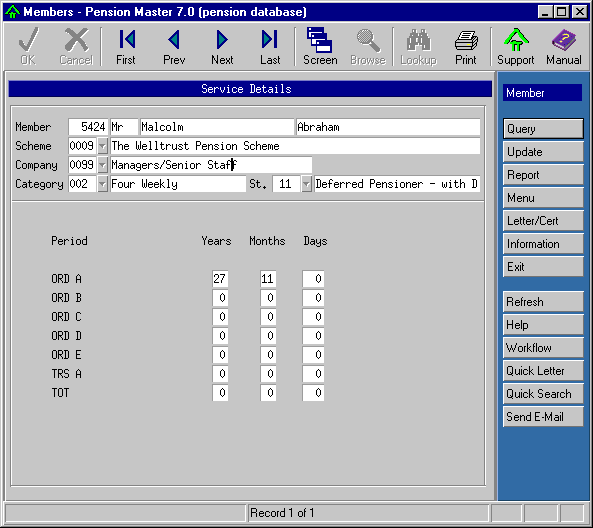 Members - Pension Master 7.0 (pension database)
OK Cancel First Prev Next Last Screen Browse Lookup Print Support Manual
Service Details
Member 5424 Mr Malcolm Abraham
Scheme 0009 The Welltrust Pension Scheme
Company 0099 Managers/Senior Staff
Category 002 Four Weekly St. 11 Deferred Pensioner - with D
Period Years Months Days
ORD A 27 11 0
ORD B 0 0 0
ORD C 0 0 0
ORD D 0 0 0
ORD E 0 0 0
TRS A 0 0 0
TOT 0 0 0
Member
Query
Update
Report
Menu
Letter/Cert
Information
Exit
Refresh
Help
Workflow
Quick Letter
Quick Search
Send E-Mail
Record 1 of 1